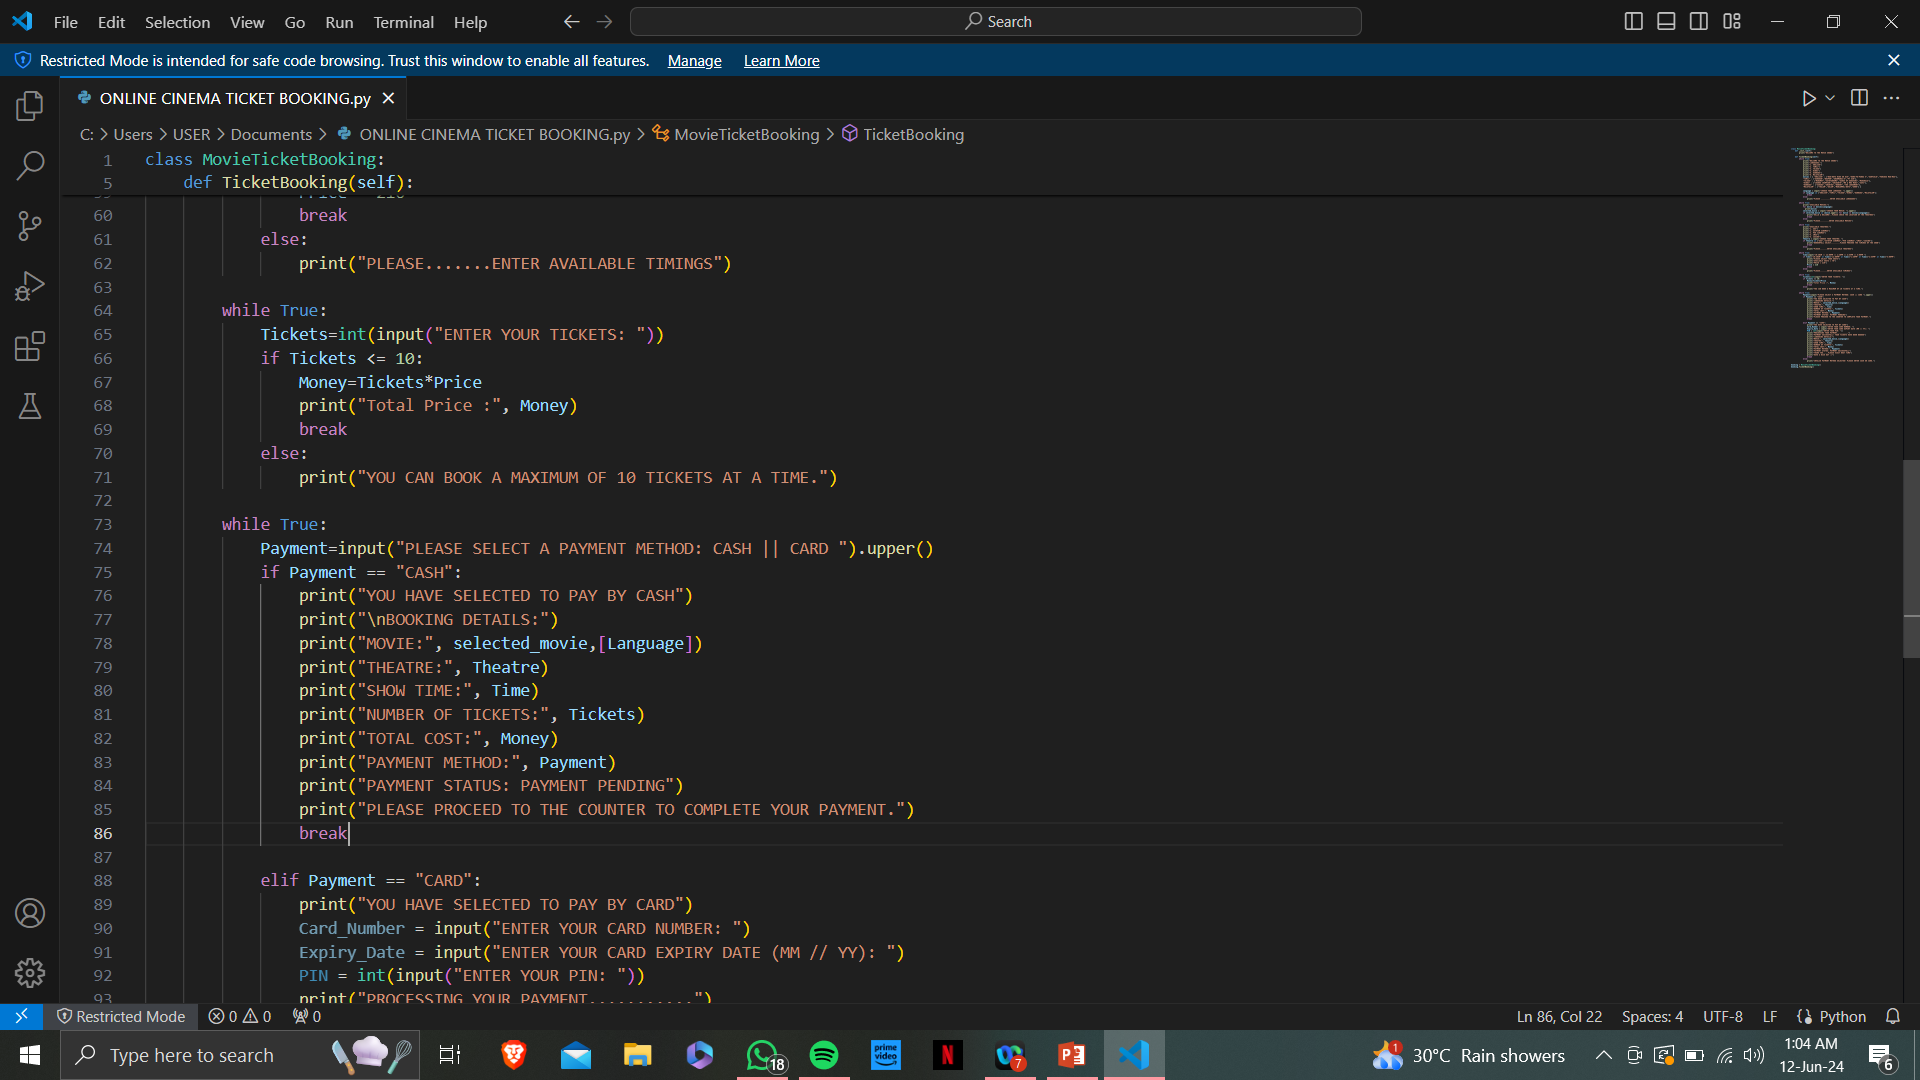 File Edit Selection View Go Run Terminal Help Search
Restricted Mode is intended for safe code browsing. Trust this window to enable all features. Manage Learn More
ONLINE CINEMA TICKET BOOKING.py
C: > Users > USER > Documents > ONLINE CINEMA TICKET BOOKING.py > MovieTicketBooking > TicketBooking
1 class MovieTicketBooking:
5 def TicketBooking(self):
60 break
61 else:
62 print("PLEASE.......ENTER AVAILABLE TIMINGS")
63
64 while True:
65 Tickets=int(input("ENTER YOUR TICKETS: "))
66 if Tickets <= 10:
67 Money=Tickets*Price
68 print("Total Price :", Money)
69 break
70 else:
71 print("YOU CAN BOOK A MAXIMUM OF 10 TICKETS AT A TIME.")
72
73 while True:
74 Payment=input("PLEASE SELECT A PAYMENT METHOD: CASH || CARD ").upper()
75 if Payment == "CASH":
76 print("YOU HAVE SELECTED TO PAY BY CASH")
77 print("\nBOOKING DETAILS:")
78 print("MOVIE:", selected_movie,[Language])
79 print("THEATRE:", Theatre)
80 print("SHOW TIME:", Time)
81 print("NUMBER OF TICKETS:", Tickets)
82 print("TOTAL COST:", Money)
83 print("PAYMENT METHOD:", Payment)
84 print("PAYMENT STATUS: PAYMENT PENDING")
85 print("PLEASE PROCEED TO THE COUNTER TO COMPLETE YOUR PAYMENT.")
86 break
87
88 elif Payment == "CARD":
89 print("YOU HAVE SELECTED TO PAY BY CARD")
90 Card_Number = input("ENTER YOUR CARD NUMBER: ")
91 Expiry_Date = input("ENTER YOUR CARD EXPIRY DATE (MM // YY): ")
92 PIN = int(input("ENTER YOUR PIN: "))
93 print("PROCESSING YOUR PAYMENT...........")
Restricted Mode 0 0 0 Ln 86, Col 22 Spaces: 4 UTF-8 LF Python
Type here to search prime video N 18 7 1 30°C Rain showers 1:04 AM
12-Jun-24 6